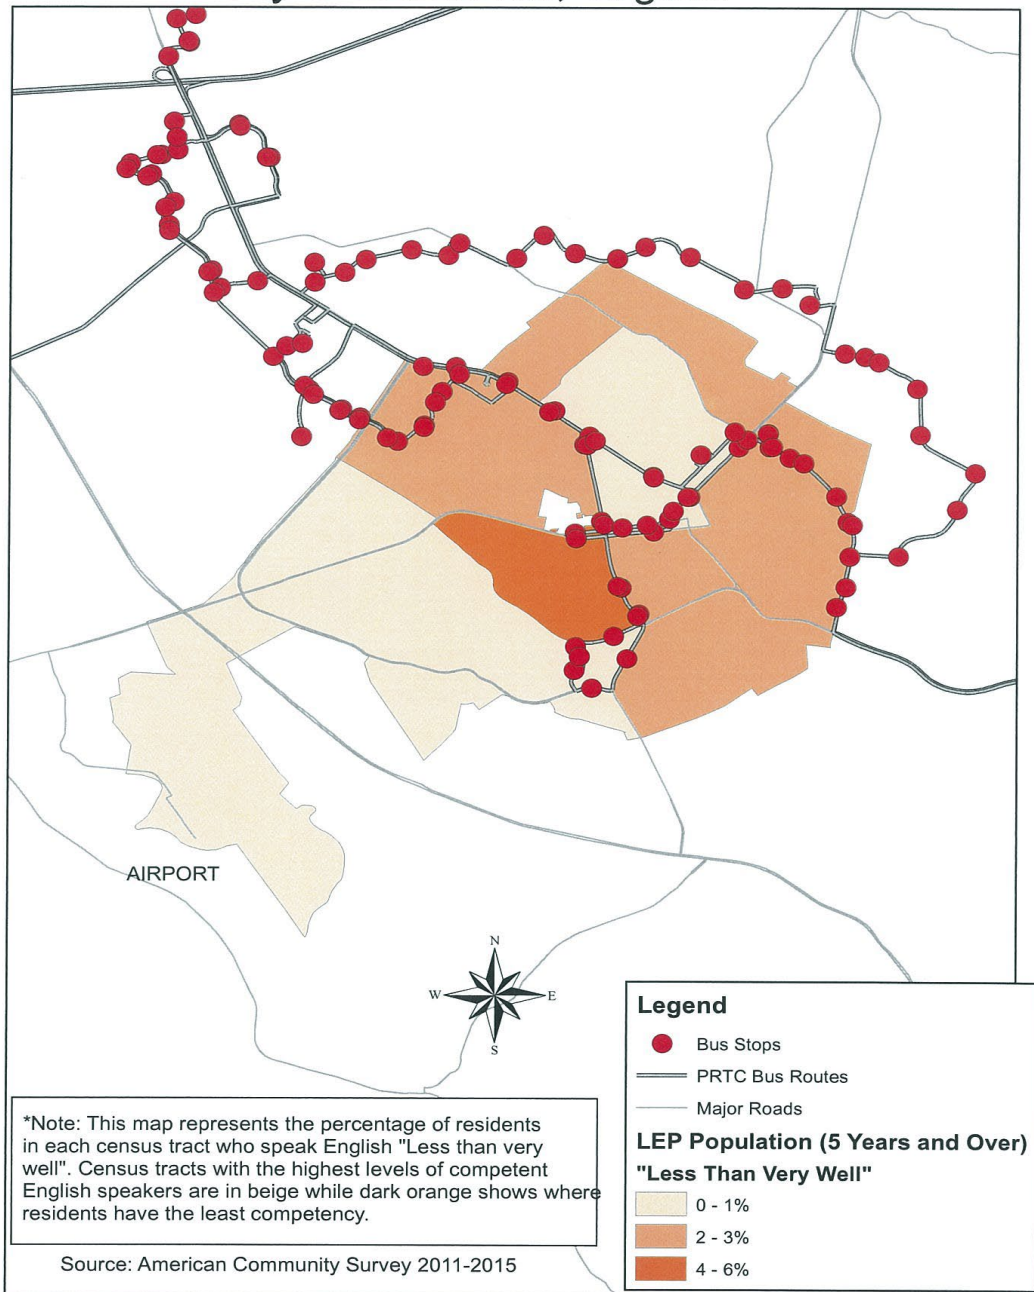 AIRPORT
N
W
E
S
Legend
Bus Stops
PRTC Bus Routes
Major Roads
LEP Population (5 Years and Over)
"Less Than Very Well"
0 - 1%
2 - 3%
4 - 6%
*Note: This map represents the percentage of residents
in each census tract who speak English "Less than very
well". Census tracts with the highest levels of competent
English speakers are in beige while dark orange shows where
residents have the least competency.
Source: American Community Survey 2011-2015